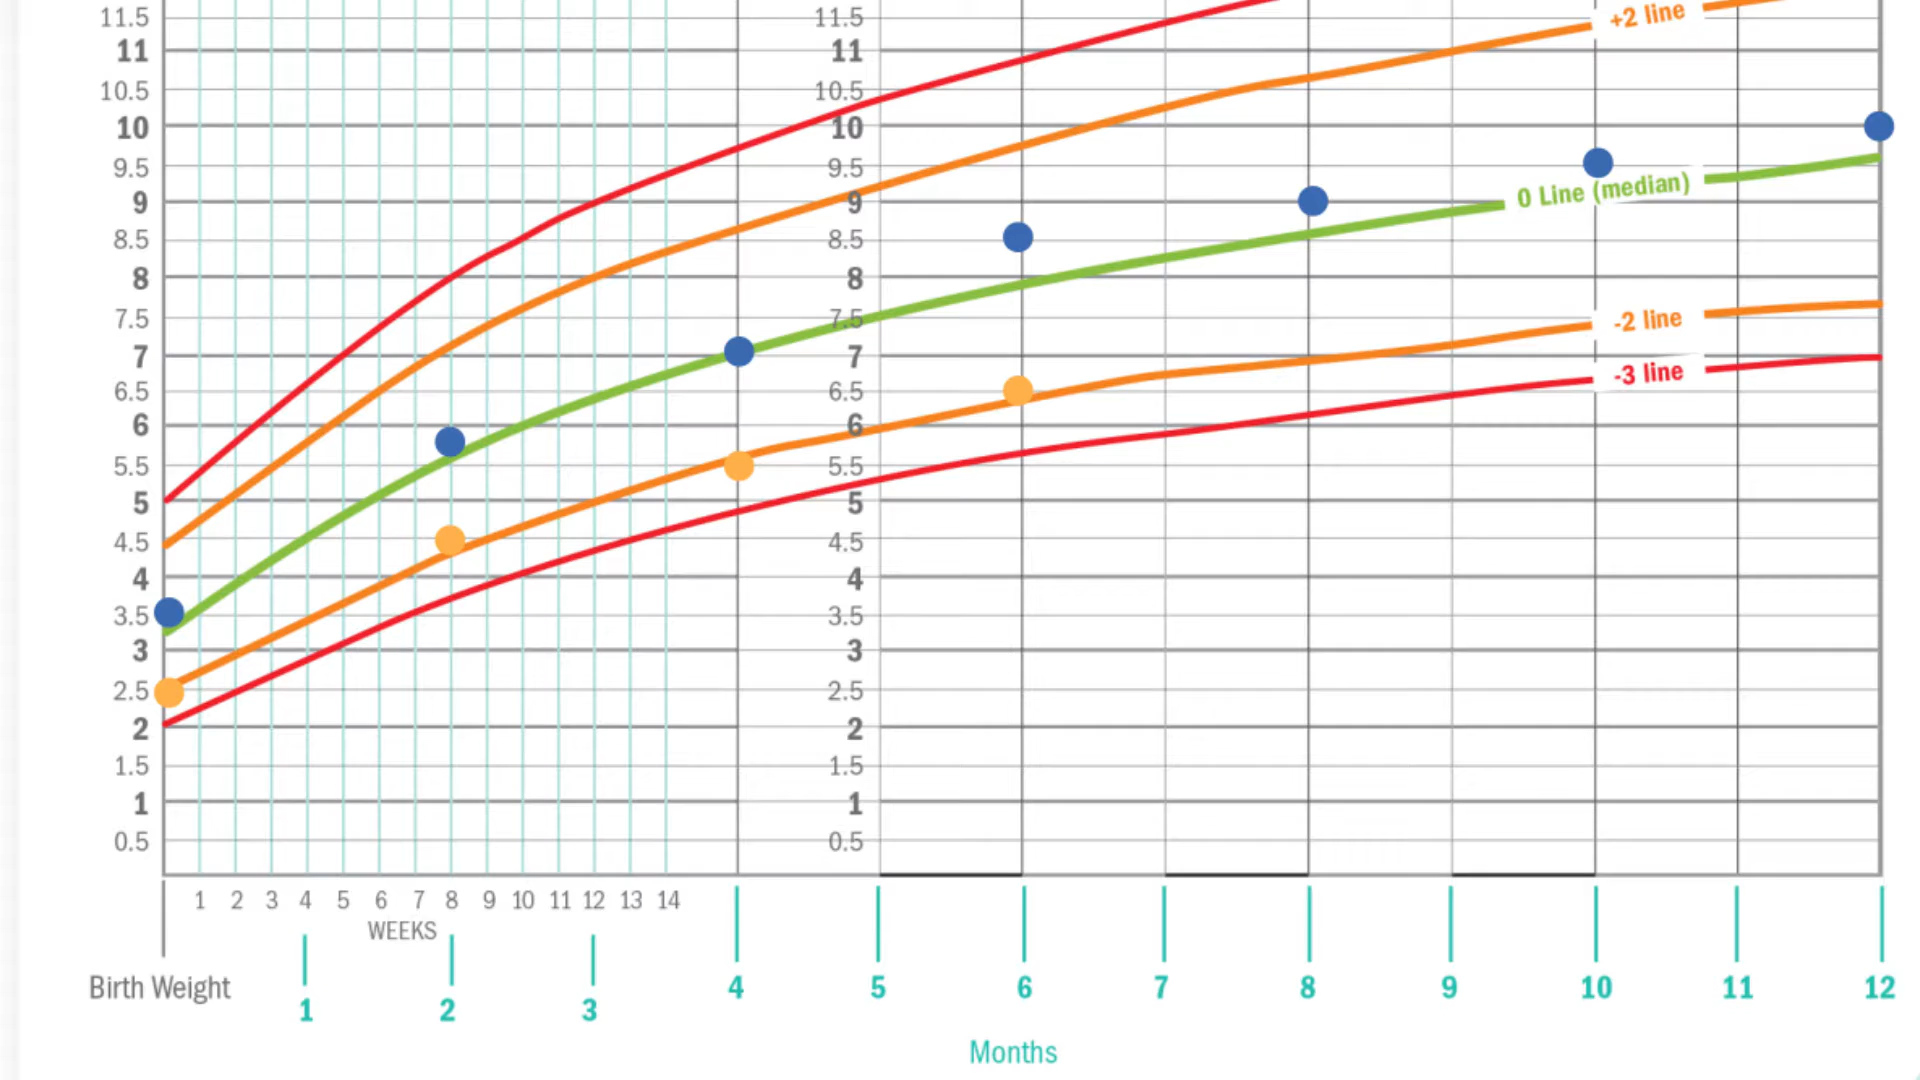 11.5 11.5
+2 line
11 11
10.5 10.5
10 10
9.5 9.5
0 Line (median)
9 9
8.5 8.5
8 8
7.5 7.5
-2 line
7 7
-3 line
6.5 6.5
6 6
5.5 5.5
5 5
4.5 4.5
4 4
3.5 3.5
3 3
2.5 2.5
2 2
1.5 1.5
1 1
0.5 0.5
1 2 3 4 5 6 7 8 9 10 11 12 13 14
WEEKS
Birth Weight 1 2 3 4 5 6 7 8 9 10 11 12
Months